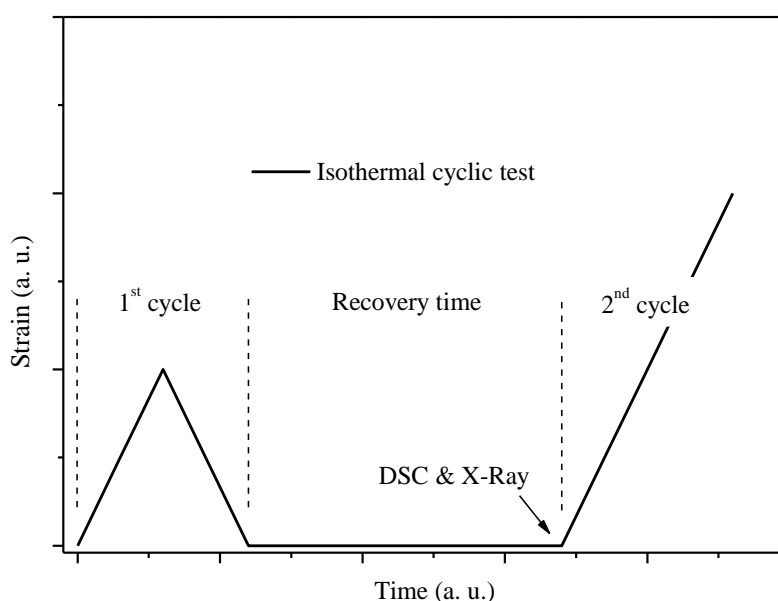 Isothermal cyclic test
1st cycle
Recovery time
2nd cycle
Strain (a. u.)
DSC & X-Ray
Time (a. u.)